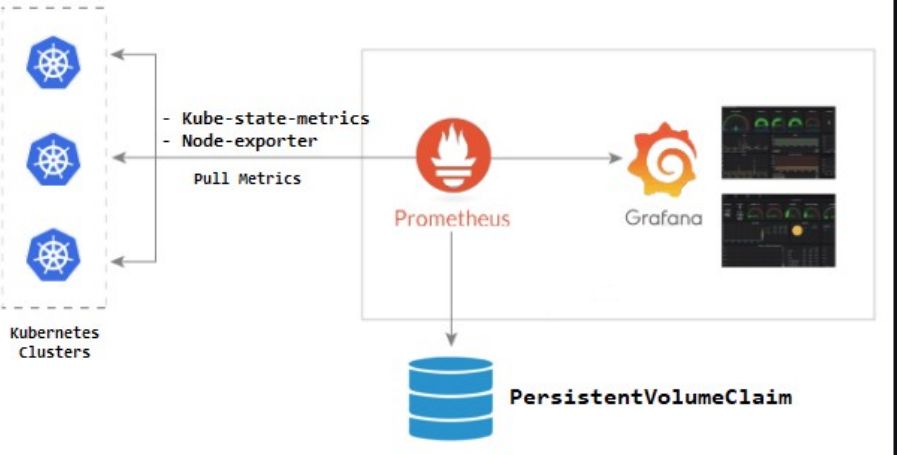 - Kube-state-metrics
- Node-exporter
Pull Metrics
Prometheus
Grafana
Kubernetes
Clusters
PersistentVolumeClaim